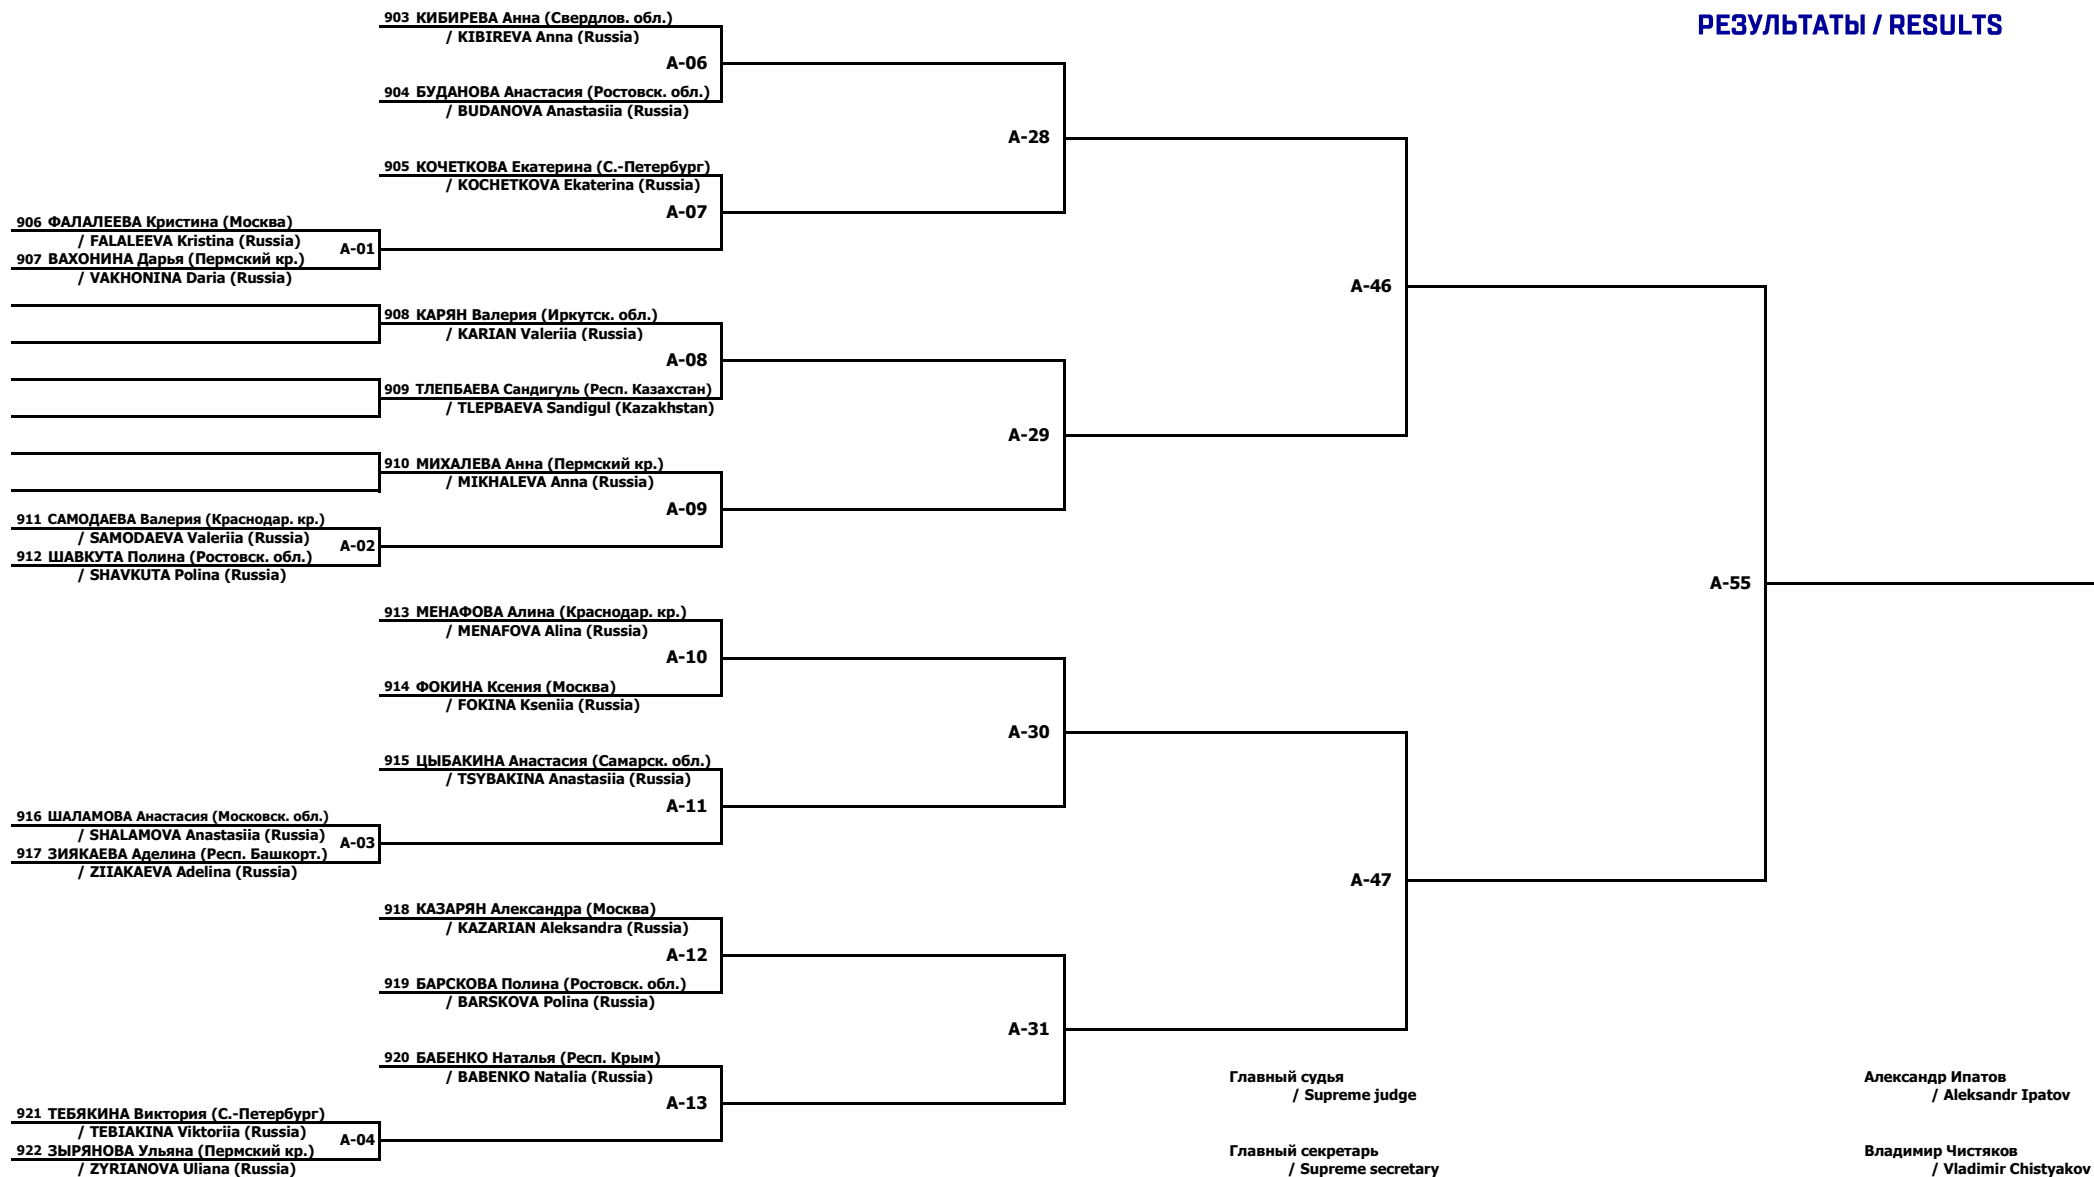 РЕЗУЛЬТАТЫ / RESULTS
903 КИБИРЕВА Анна (Свердлов. обл.)
/ KIBIREVA Anna (Russia)
A-06
904 БУДАНОВА Анастасия (Ростовск. обл.)
/ BUDANOVA Anastasiia (Russia)
A-28
905 КОЧЕТКОВА Екатерина (С.-Петербург)
/ KOCHETKOVA Ekaterina (Russia)
A-07
906 ФАЛАЛЕЕВА Кристина (Москва)
/ FALALEEVA Kristina (Russia)
A-01
907 ВАХОНИНА Дарья (Пермский кр.)
/ VAKHONINA Daria (Russia)
A-46
908 КАРЯН Валерия (Иркутск. обл.)
/ KARIAN Valeriia (Russia)
A-08
909 ТЛЕПБАЕВА Сандигуль (Респ. Казахстан)
/ TLEPBAEVA Sandigul (Kazakhstan)
A-29
910 МИХАЛЕВА Анна (Пермский кр.)
/ MIKHALEVA Anna (Russia)
A-09
911 САМОДАЕВА Валерия (Краснодар. кр.)
/ SAMODAEVA Valeriia (Russia)
A-02
912 ШАВКУТА Полина (Ростовск. обл.)
/ SHAVKUTA Polina (Russia)
A-55
913 МЕНАФОВА Алина (Краснодар. кр.)
/ MENAFOVA Alina (Russia)
A-10
914 ФОКИНА Ксения (Москва)
/ FOKINA Kseniia (Russia)
A-30
915 ЦЫБАКИНА Анастасия (Самарск. обл.)
/ TSYBAKINA Anastasiia (Russia)
A-11
916 ШАЛАМОВА Анастасия (Московск. обл.)
/ SHALAMOVA Anastasiia (Russia)
A-03
917 ЗИЯКАЕВА Аделина (Респ. Башкорт.)
/ ZIIAKAEVA Adelina (Russia)
A-47
918 КАЗАРЯН Александра (Москва)
/ KAZARIAN Aleksandra (Russia)
A-12
919 БАРСКОВА Полина (Ростовск. обл.)
/ BARSKOVA Polina (Russia)
A-31
920 БАБЕНКО Наталья (Респ. Крым)
/ BABENKO Natalia (Russia)
A-13
921 ТЕБЯКИНА Виктория (С.-Петербург)
/ TEBIAKINA Viktoriia (Russia)
A-04
922 ЗЫРЯНОВА Ульяна (Пермский кр.)
/ ZYRIANOVA Uliana (Russia)
Главный судья
/ Supreme judge
Александр Ипатов
/ Aleksandr Ipatov
Главный секретарь
/ Supreme secretary
Владимир Чистяков
/ Vladimir Chistyakov